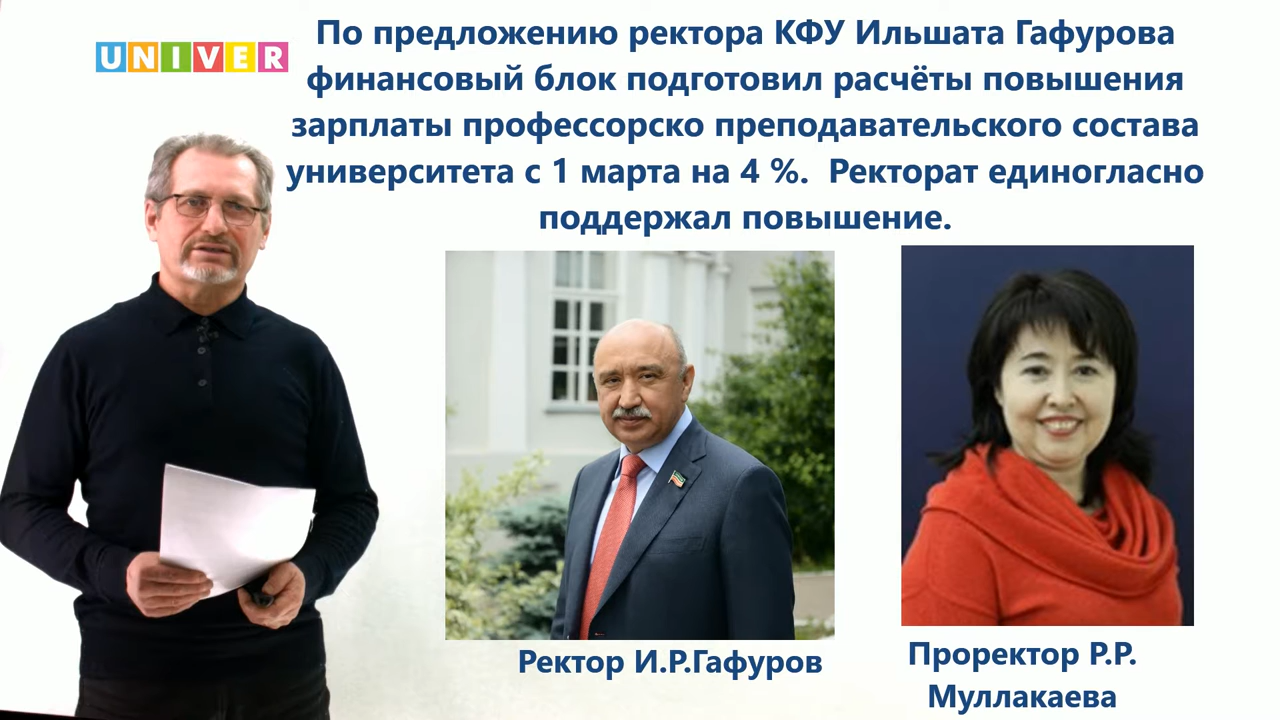 UNIVER
По предложению ректора КФУ Ильшата Гафурова
финансовый блок подготовил расчёты повышения
зарплаты профессорско преподавательского состава
университета с 1 марта на 4 %.  Ректорат единогласно
поддержал повышение.
Ректор И.Р.Гафуров
Проректор Р.Р.
Муллакаева